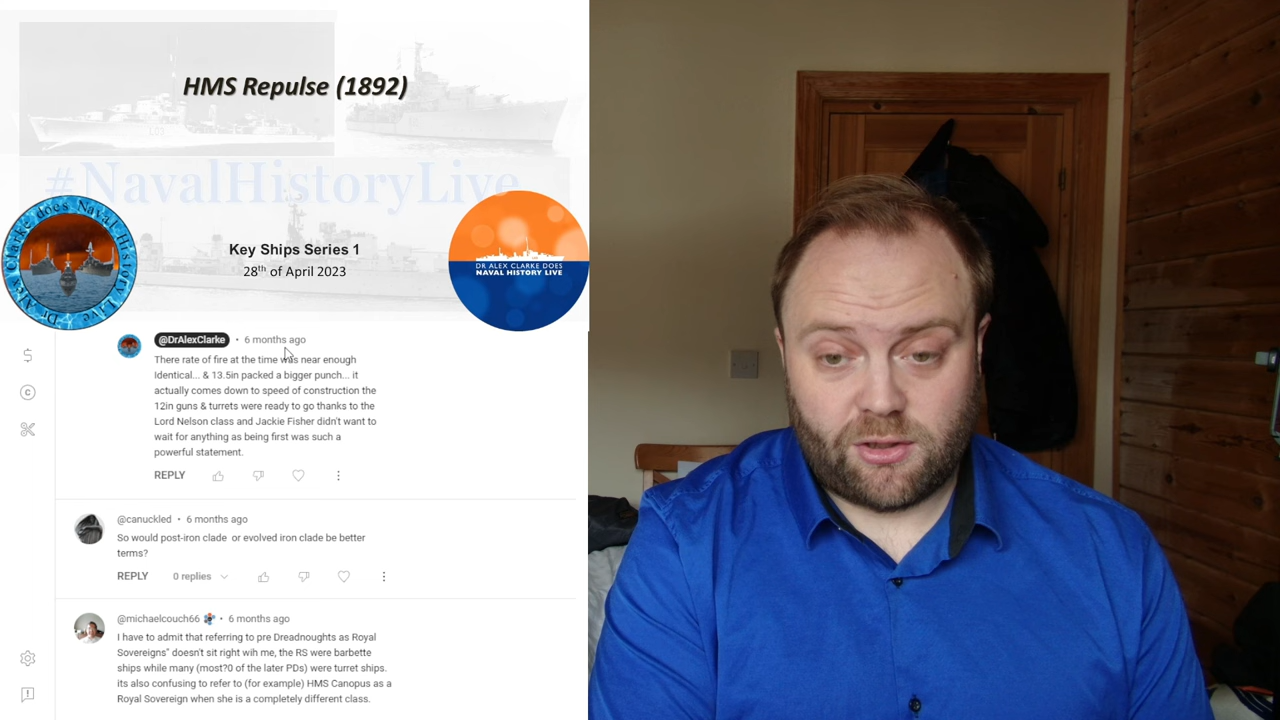 HMS Repulse (1892)
#NavalHistoryLive
Dr Alex Clarke does Naval History Live
Key Ships Series 1
28th of April 2023
DR ALEX CLARKE DOES
NAVAL HISTORY LIVE
@DrAlexClarke • 6 months ago
There rate of fire at the time was near enough
Identical... & 13.5in packed a bigger punch... it
actually comes down to speed of construction the
12in guns & turrets were ready to go thanks to the
Lord Nelson class and Jackie Fisher didn't want to
wait for anything as being first was such a
powerful statement.
REPLY
@canuckled • 6 months ago
So would post-iron clade or evolved iron clade be better
terms?
REPLY 0 replies
@michaelcouch66 • 6 months ago
I have to admit that referring to pre Dreadnoughts as Royal
Sovereigns" doesn't sit right wih me, the RS were barbette
ships while many (most?0 of the later PDs) were turret ships.
its also confusing to refer to (for example) HMS Canopus as a
Royal Sovereign when she is a completely different class.